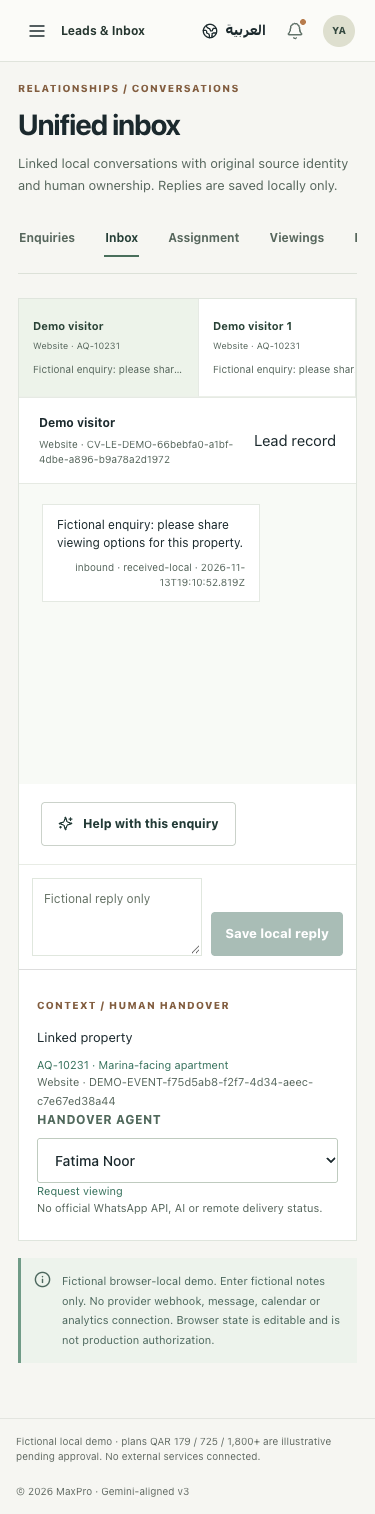 Leads & Inbox
العربية
YA
RELATIONSHIPS / CONVERSATIONS
Unified inbox
Linked local conversations with original source identity
and human ownership. Replies are saved locally only.
Enquiries
Inbox
Assignment
Viewings
Demo visitor
Website · AQ-10231
Fictional enquiry: please shar...
Demo visitor 1
Website · AQ-10231
Fictional enquiry: please shar
Demo visitor
Website · CV-LE-DEMO-66bebfa0-a1bf-
4dbe-a896-b9a78a2d1972
Lead record
Fictional enquiry: please share
viewing options for this property.
inbound · received-local · 2026-11-
13T19:10:52.819Z
Help with this enquiry
Fictional reply only
Save local reply
CONTEXT / HUMAN HANDOVER
Linked property
AQ-10231 · Marina-facing apartment
Website · DEMO-EVENT-f75d5ab8-f2f7-4d34-aeec-
c7e67ed38a44
HANDOVER AGENT
Fatima Noor
Request viewing
No official WhatsApp API, AI or remote delivery status.
Fictional browser-local demo. Enter fictional notes
only. No provider webhook, message, calendar or
analytics connection. Browser state is editable and is
not production authorization.
Fictional local demo · plans QAR 179 / 725 / 1,800+ are illustrative
pending approval. No external services connected.
© 2026 MaxPro · Gemini-aligned v3